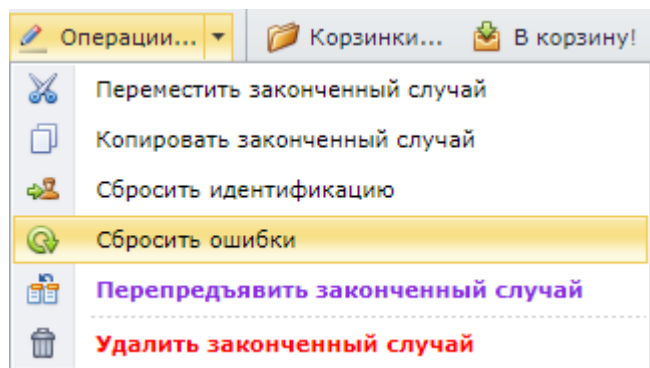 Операции... Корзинки... В корзину!
Переместить законченный случай
Копировать законченный случай
Сбросить идентификацию
Сбросить ошибки
Перепредъявить законченный случай
Удалить законченный случай